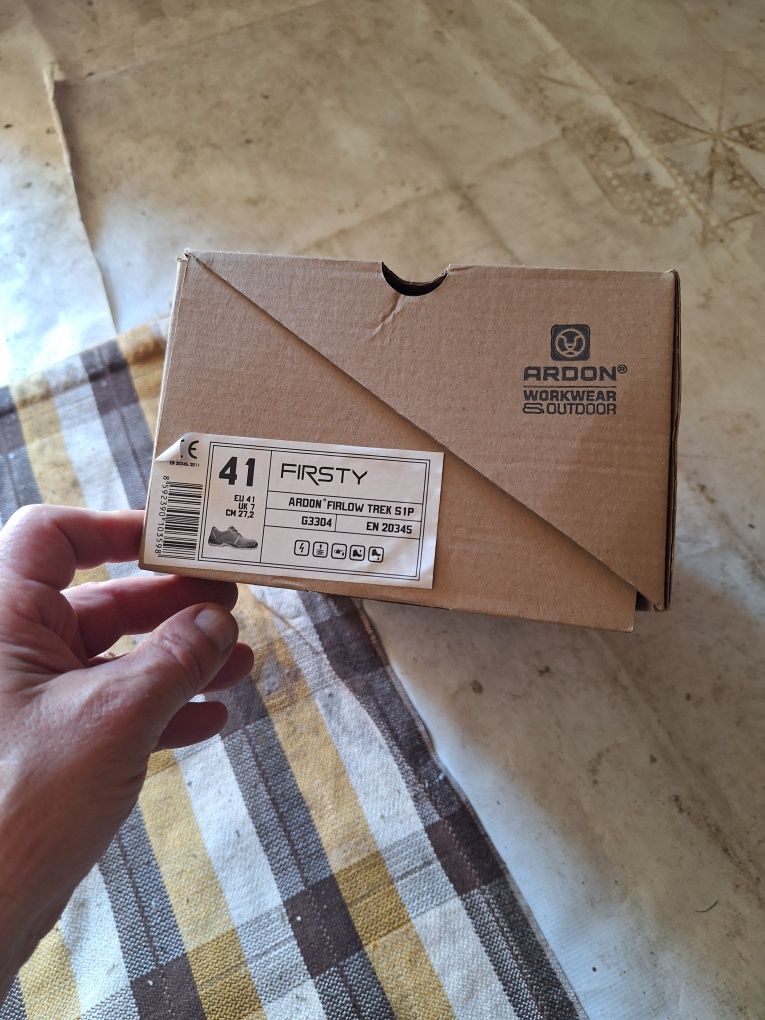 ARDON®
WORKWEAR
& OUTDOOR
CE
EN 20345:2011
8592390103598
41
EU 41
UK 7
CM 27,2
FIRSTY
ARDON® FIRLOW TREK S1P
G3304
EN 20345